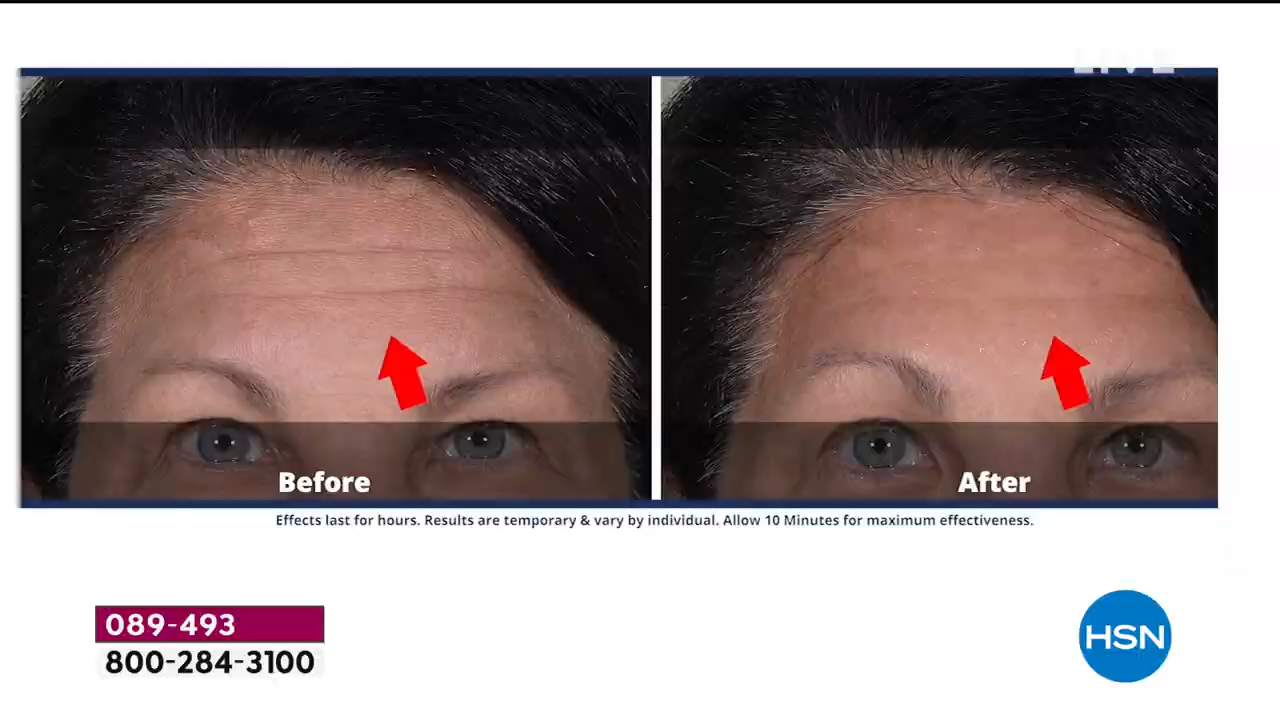 LIVE
Before
After
Effects last for hours. Results are temporary & vary by individual. Allow 10 Minutes for maximum effectiveness.
089-493
800-284-3100
HSN